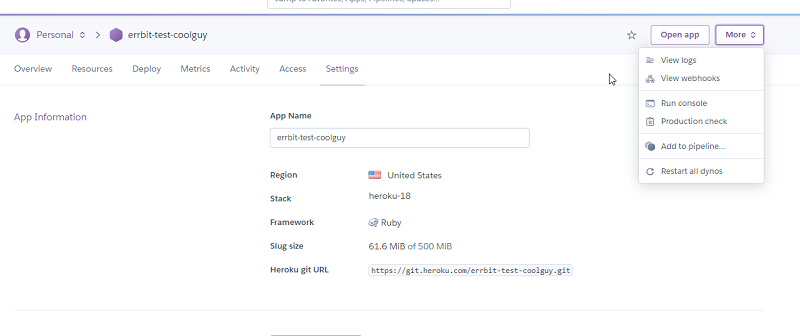 Jump to Favorites, Apps, Pipelines, Spaces...
Personal
errbit-test-coolguy
Open app
More
Overview
Resources
Deploy
Metrics
Activity
Access
Settings
View logs
View webhooks
Run console
Production check
Add to pipeline...
Restart all dynos
App Information
App Name
errbit-test-coolguy
Region United States
Stack heroku-18
Framework Ruby
Slug size 61.6 MiB of 500 MiB
Heroku git URL https://git.heroku.com/errbit-test-coolguy.git